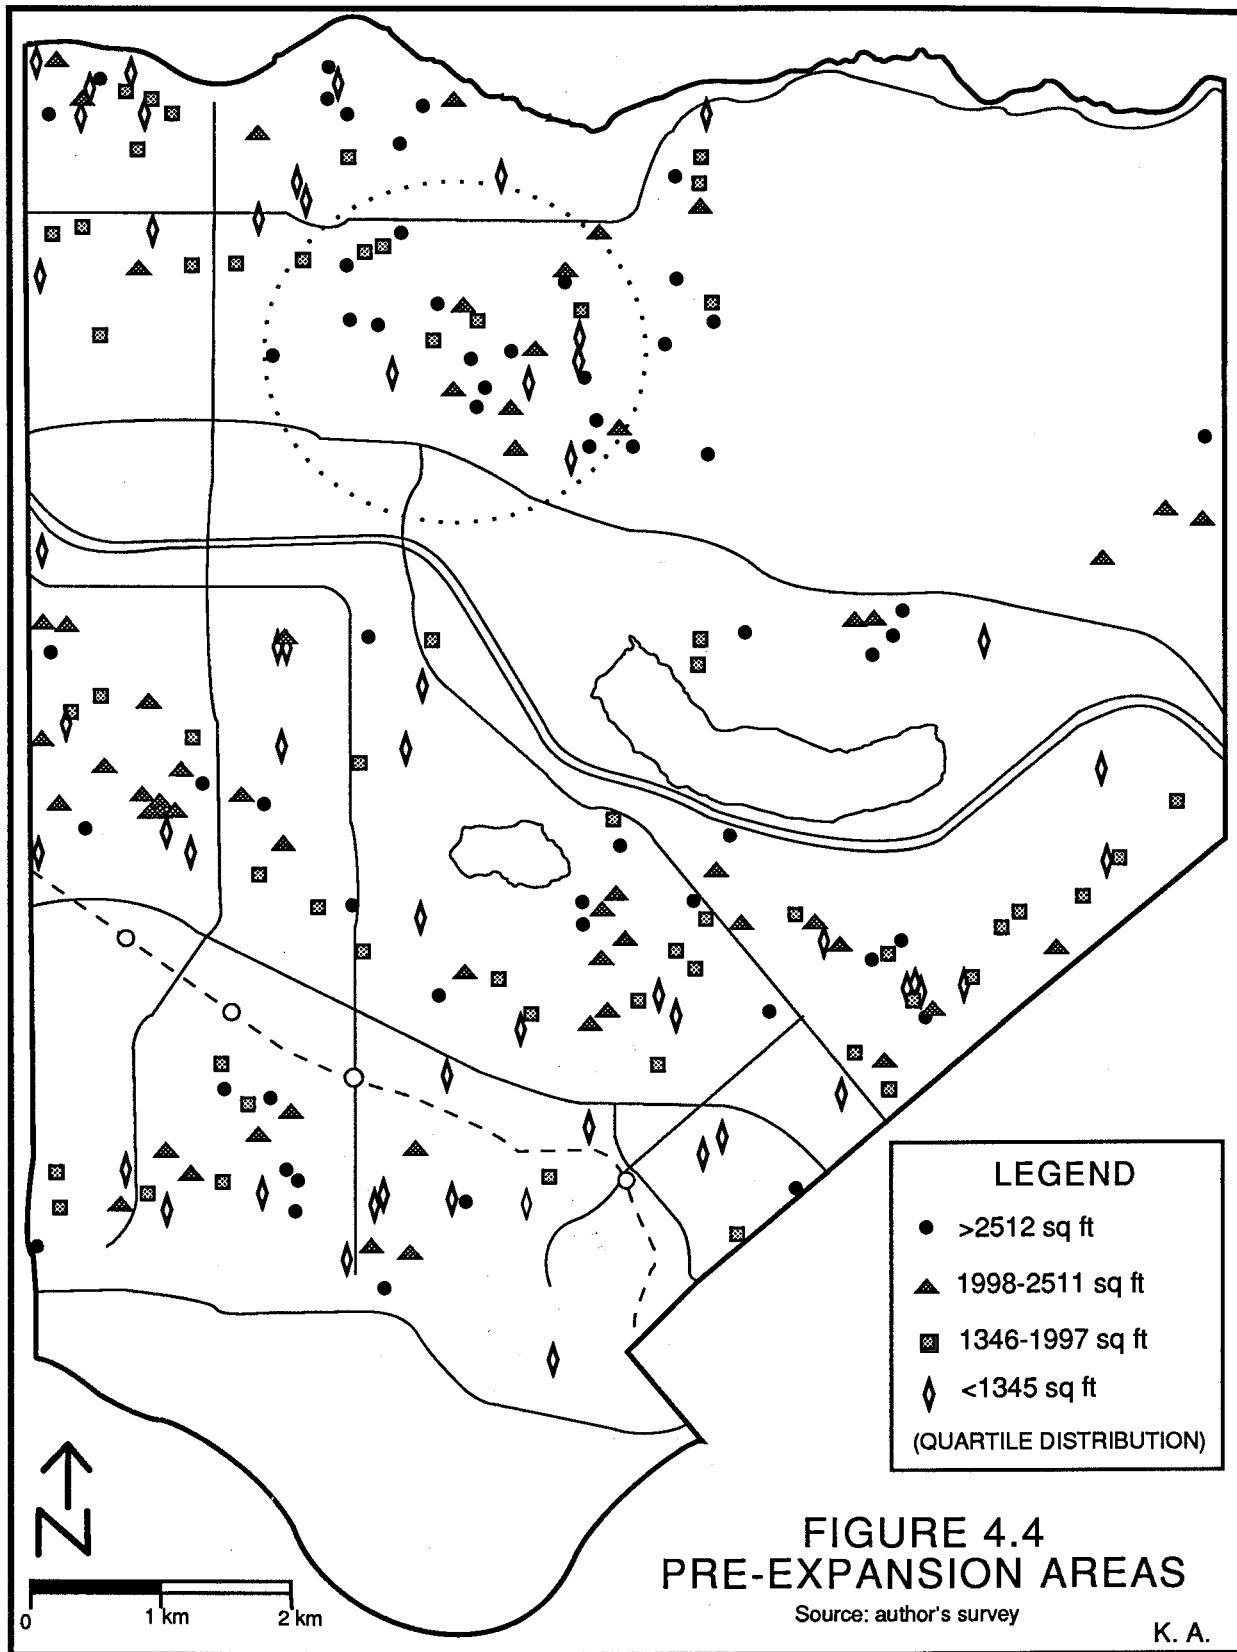 LEGEND
>2512 sq ft
1998-2511 sq ft
1346-1997 sq ft
<1345 sq ft
(QUARTILE DISTRIBUTION)
N
0 1 km 2 km
FIGURE 4.4
PRE-EXPANSION AREAS
Source: author's survey
K. A.